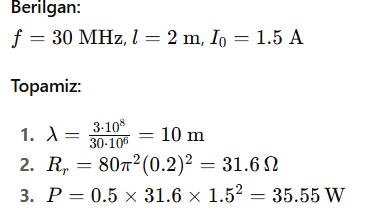 Berilgan:
f = 30 MHz, l = 2 m, I₀ = 1.5 A
Topamiz:
1. λ = 3·10⁸ / 30·10⁶ = 10 m
2. Rᵣ = 80π²(0.2)² = 31.6 Ω
3. P = 0.5 × 31.6 × 1.5² = 35.55 W